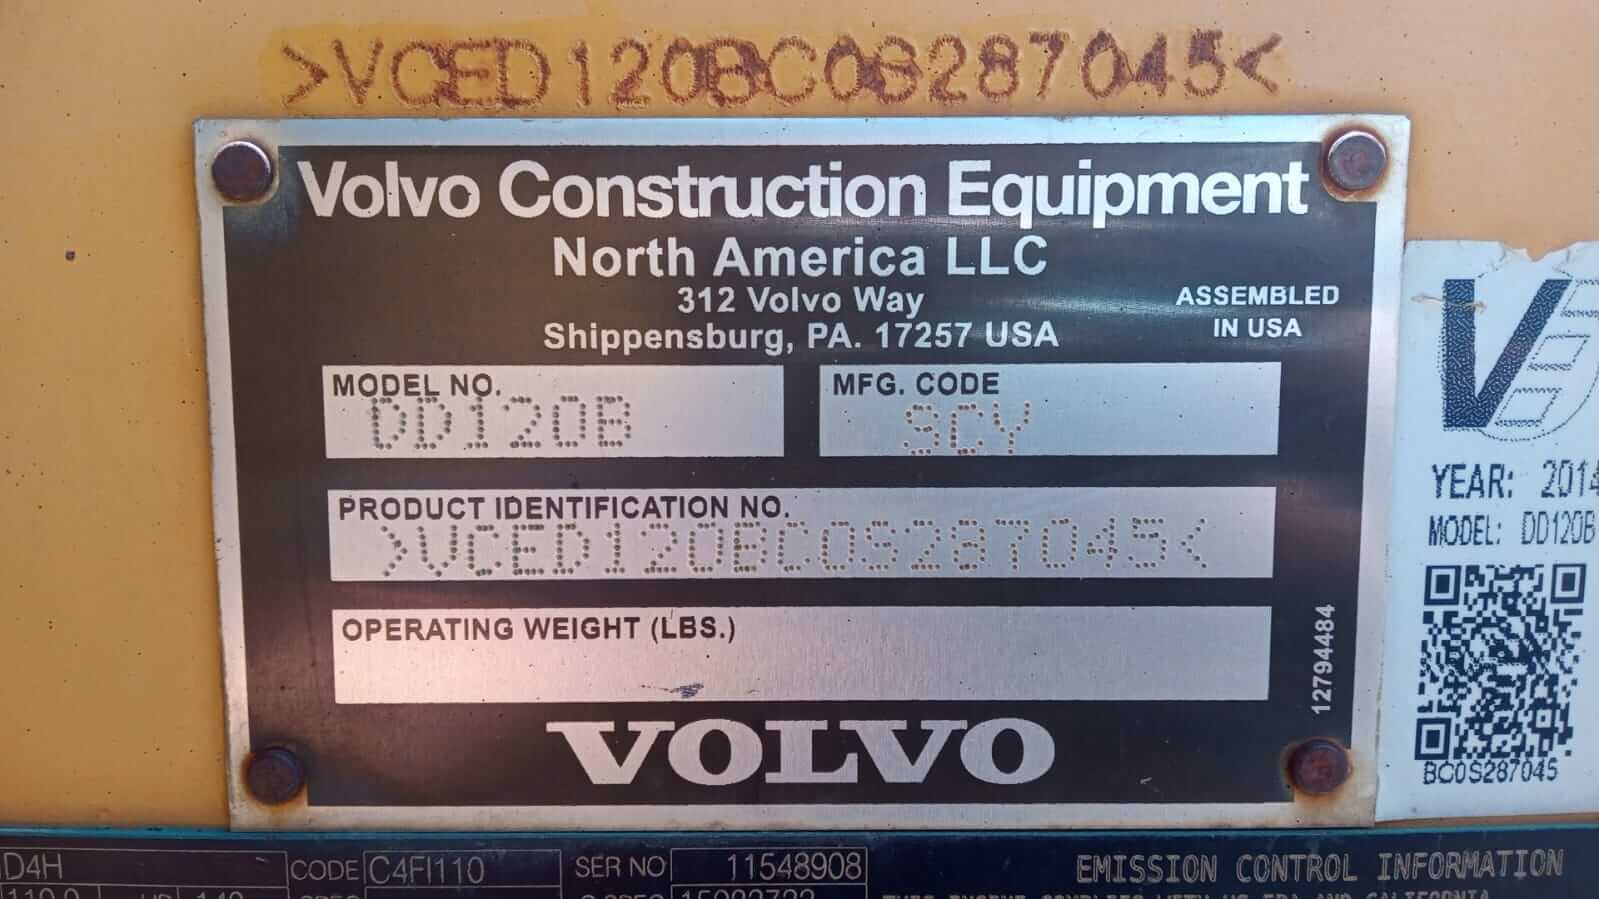 >VCED120BC0S287045<
Volvo Construction Equipment
North America LLC
312 Volvo Way
Shippensburg, PA. 17257 USA
ASSEMBLED
IN USA
MODEL NO.
DD120B
MFG. CODE
SCY
PRODUCT IDENTIFICATION NO.
>VCED120BC0S287045<
OPERATING WEIGHT (LBS.)
12794484
VOLVO
YEAR: 2014
MODEL: DD120B
BC0S287045
D4H
CODE C4FI110
SER NO 11548908
EMISSION CONTROL INFORMATION